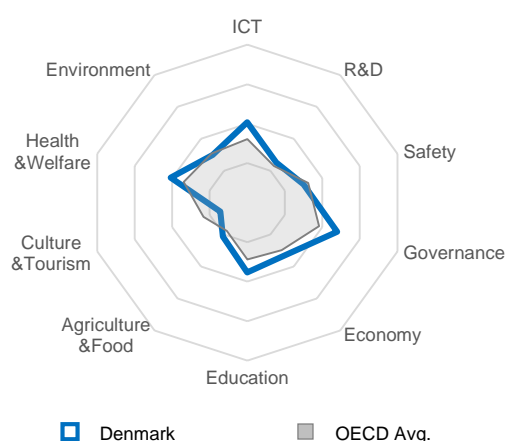 ICT
R&D
Safety
Governance
Economy
Education
Agriculture
&Food
Culture
&Tourism
Health
&Welfare
Environment
Denmark
OECD Avg.